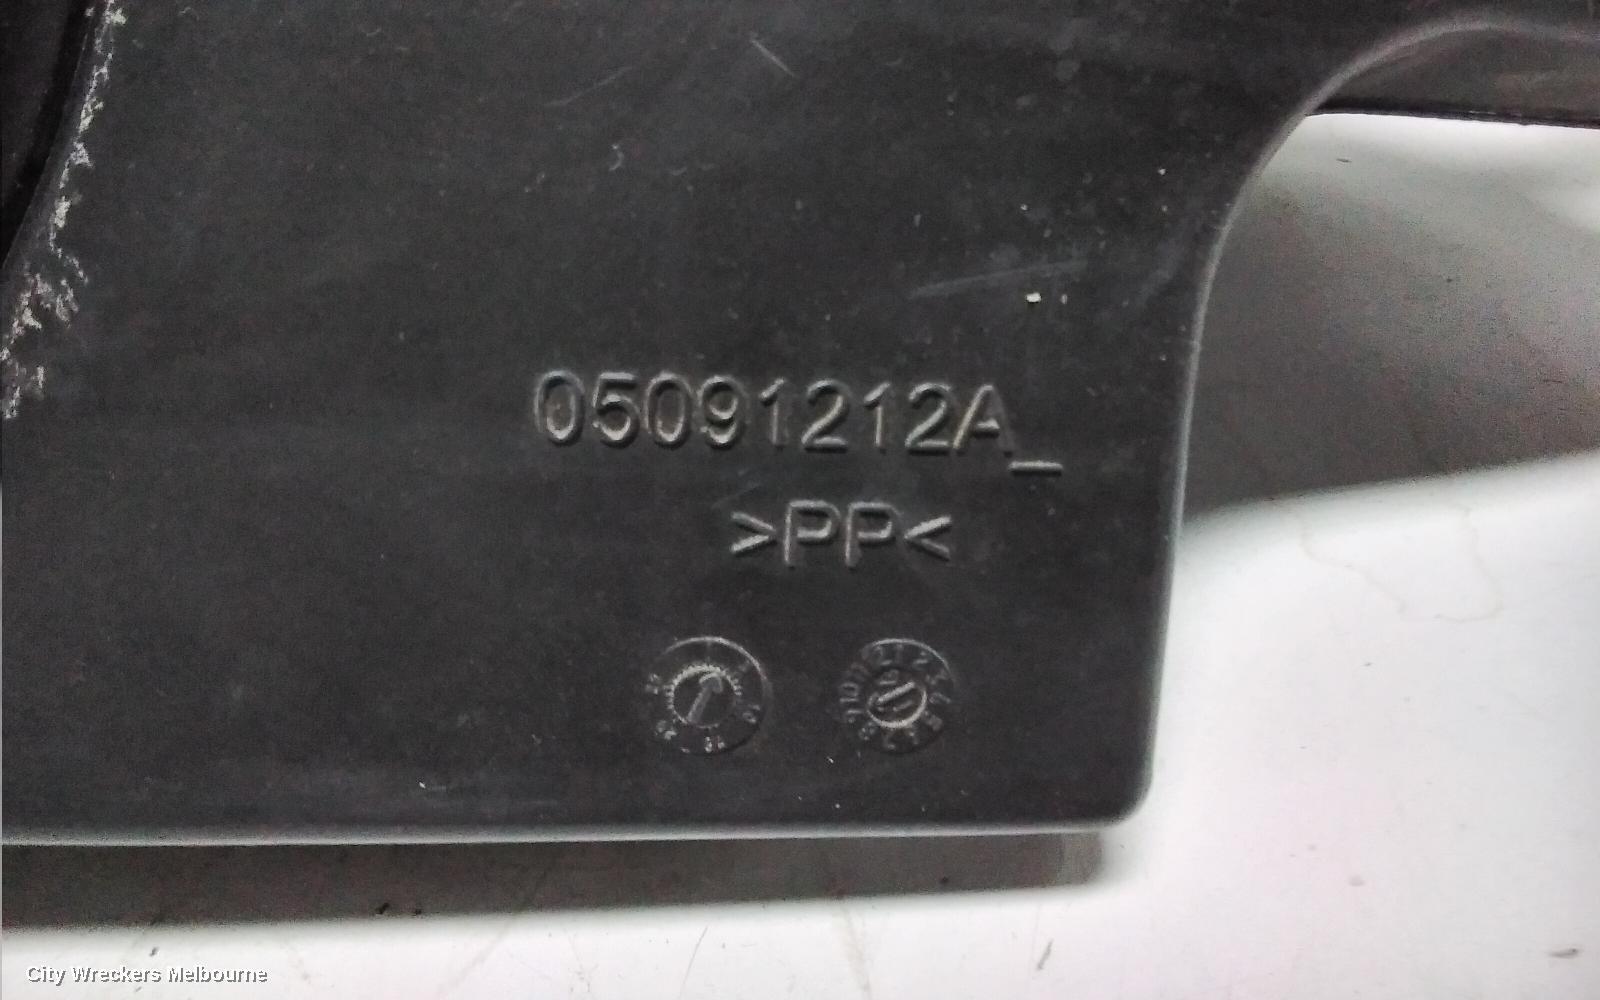 05091212A_
>PP<
City Wreckers Melbourne